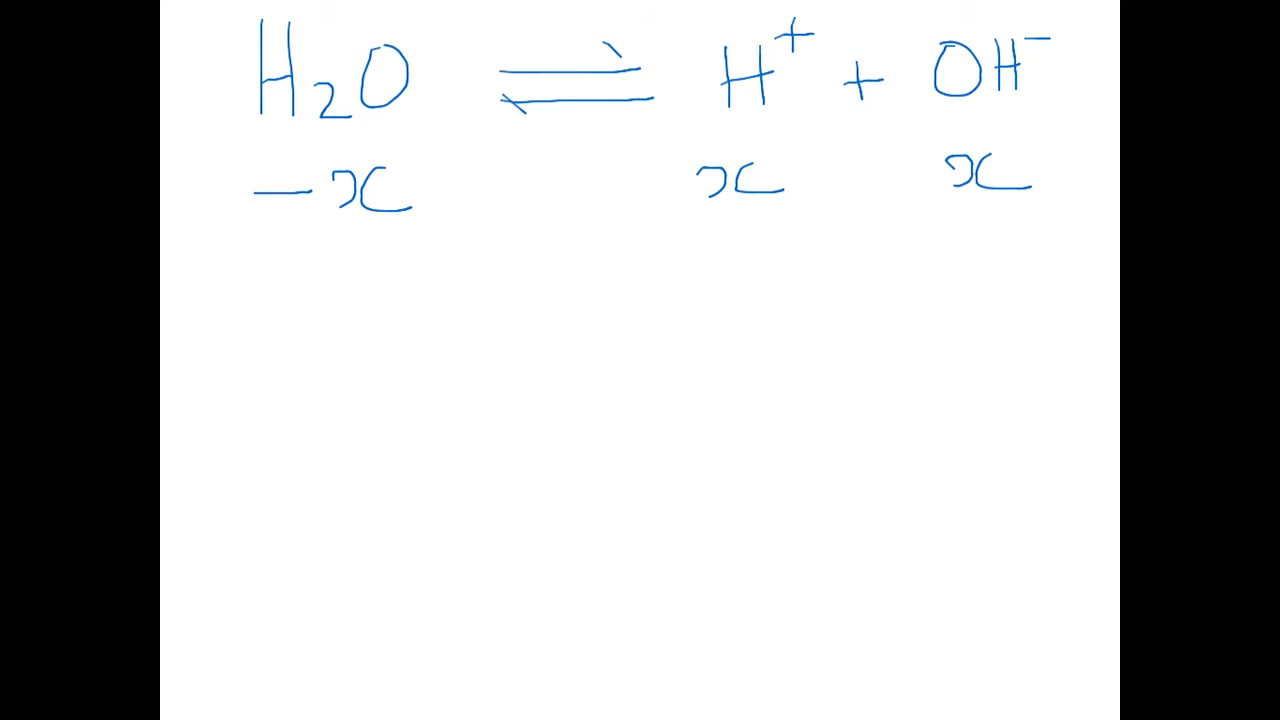 H₂O ⇌ H⁺ + OH⁻
−x x x